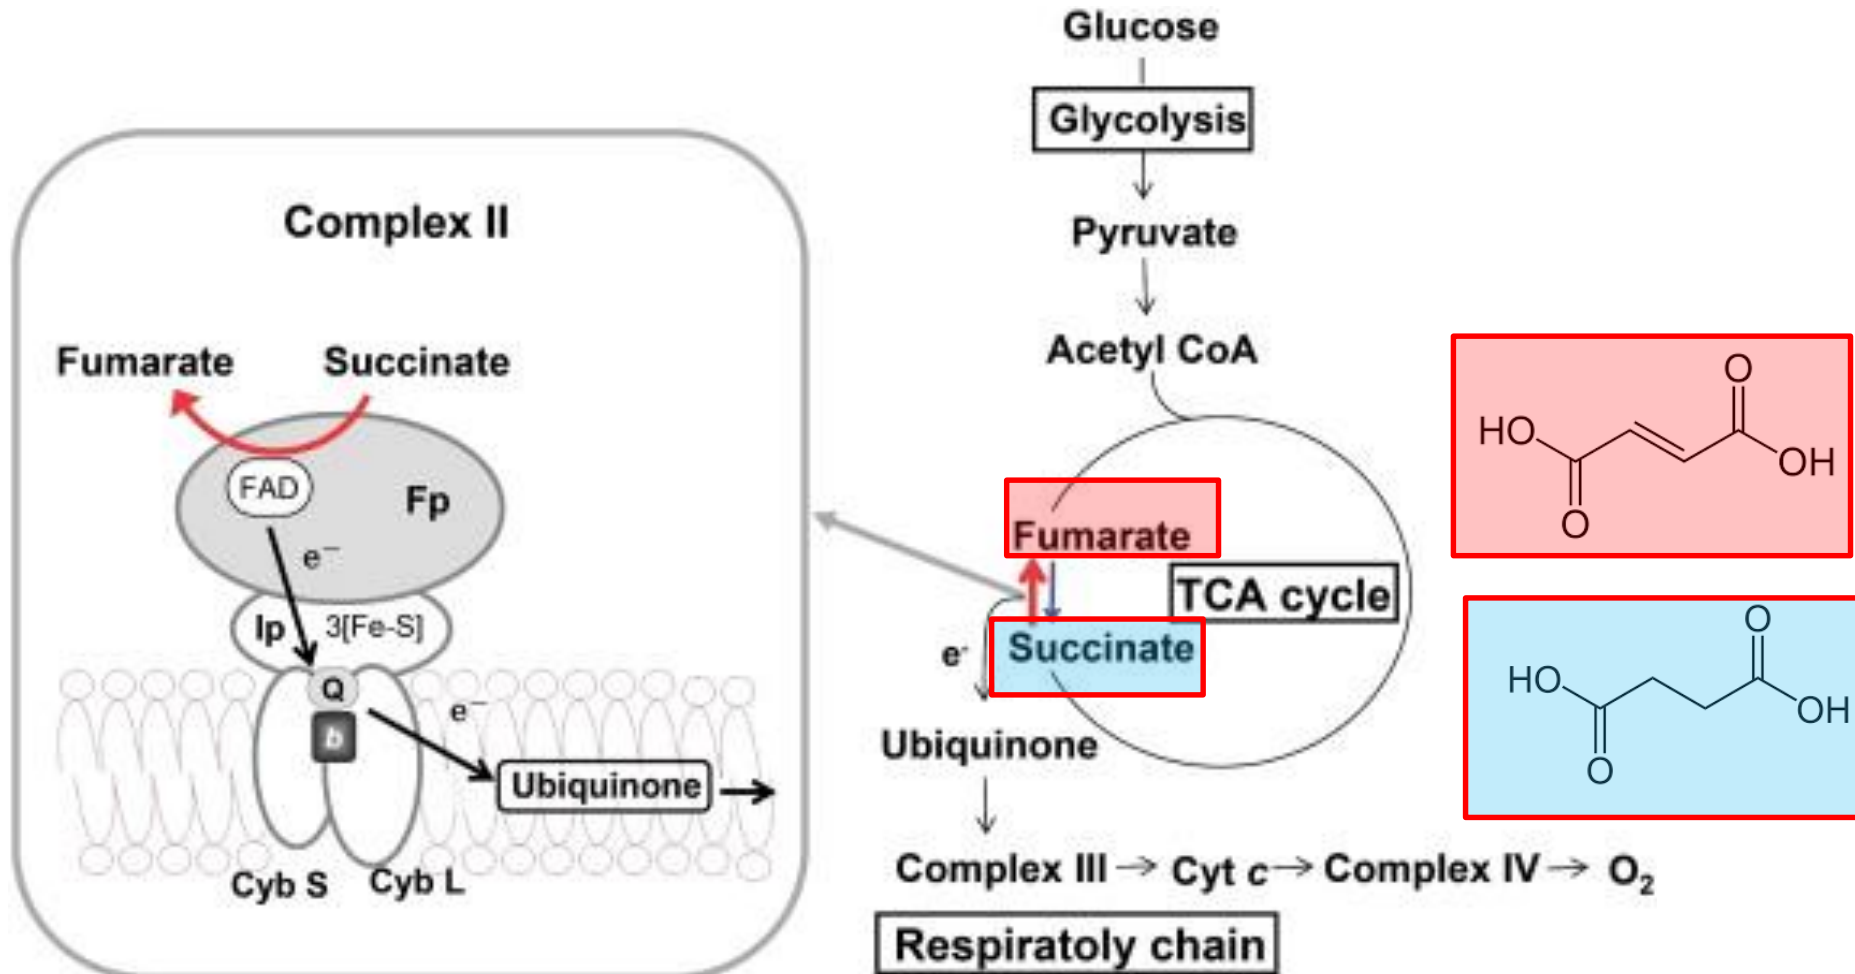 Complex II
Fumarate
Succinate
FAD
Fp
e⁻
Ip
3[Fe-S]
Q
b
e⁻
Ubiquinone
Cyb S
Cyb L
Glucose
Glycolysis
Pyruvate
Acetyl CoA
Fumarate
TCA cycle
Succinate
e⁻
Ubiquinone
Complex III → Cyt c → Complex IV → O₂
Respiratoly chain
O
HO
OH
O
O
HO
OH
O